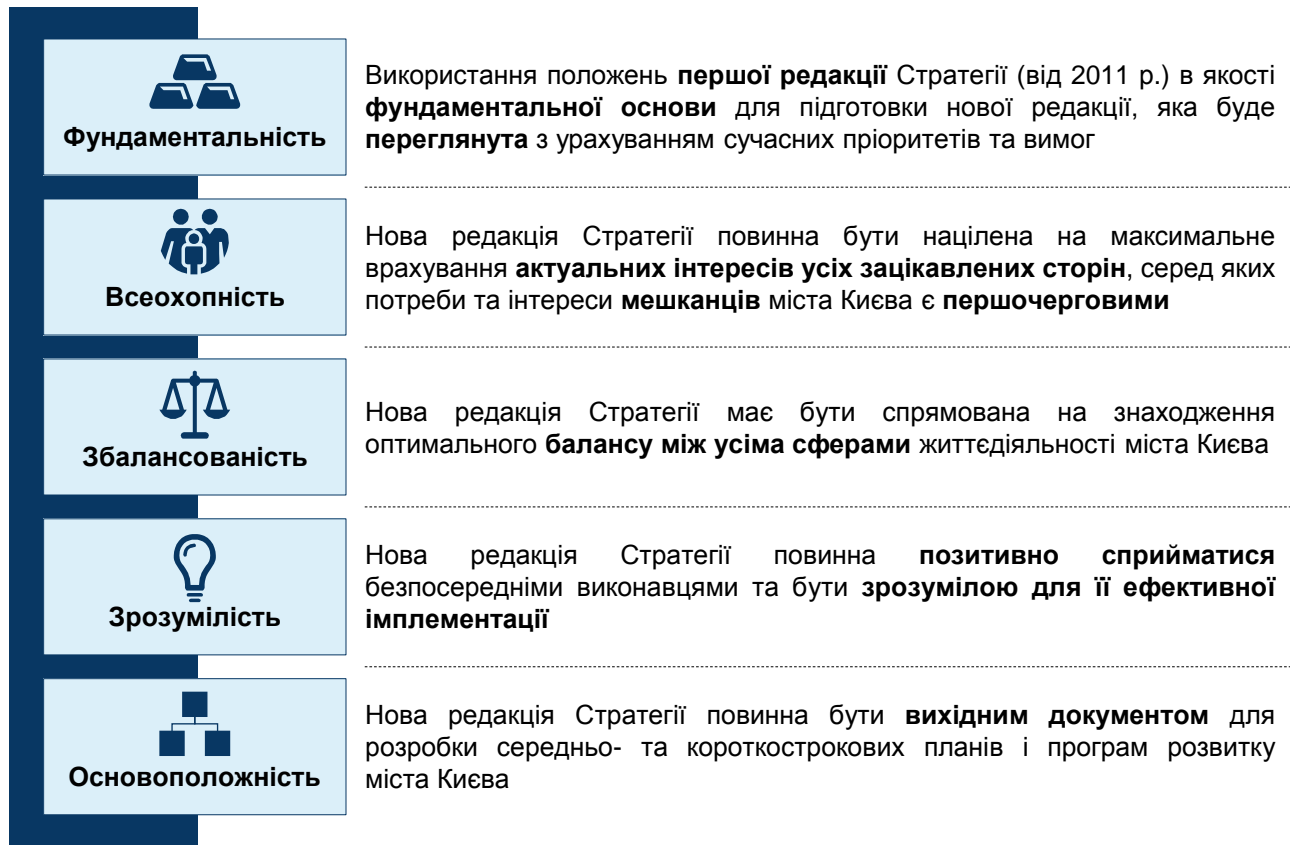 Фундаментальність
Використання положень першої редакції Стратегії (від 2011 р.) в якості
фундаментальної основи для підготовки нової редакції, яка буде
переглянута з урахуванням сучасних пріоритетів та вимог
Всеохопність
Нова редакція Стратегії повинна бути націлена на максимальне
врахування актуальних інтересів усіх зацікавлених сторін, серед яких
потреби та інтереси мешканців міста Києва є першочерговими
Збалансованість
Нова редакція Стратегії має бути спрямована на знаходження
оптимального балансу між усіма сферами життєдіяльності міста Києва
Зрозумілість
Нова редакція Стратегії повинна позитивно сприйматися
безпосередніми виконавцями та бути зрозумілою для її ефективної
імплементації
Основоположність
Нова редакція Стратегії повинна бути вихідним документом для
розробки середньо- та короткострокових планів і програм розвитку
міста Києва